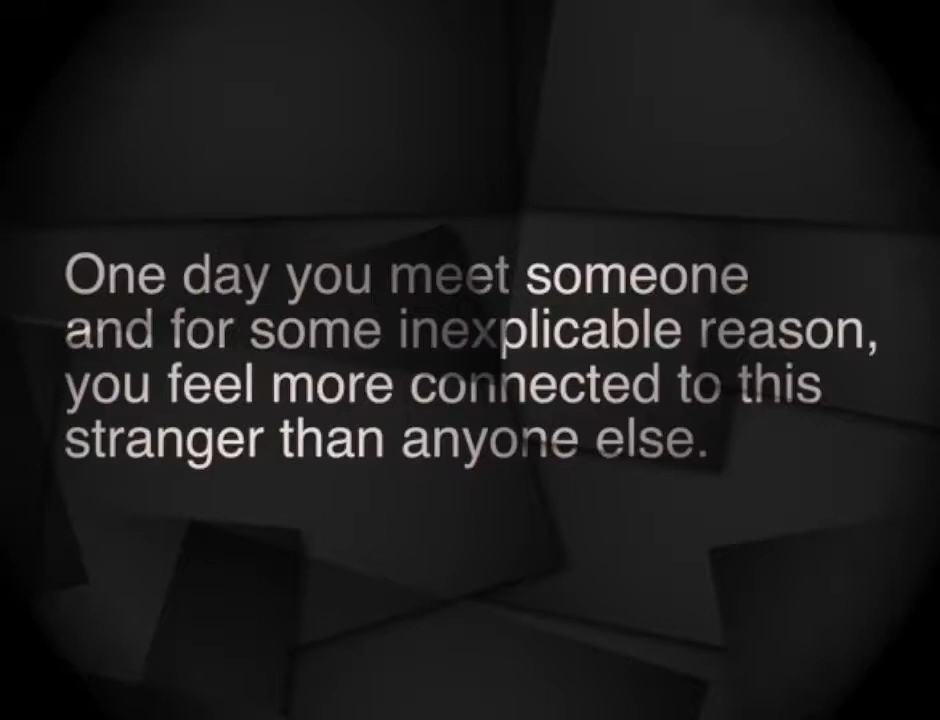 One day you meet someone
and for some inexplicable reason,
you feel more connected to this
stranger than anyone else.